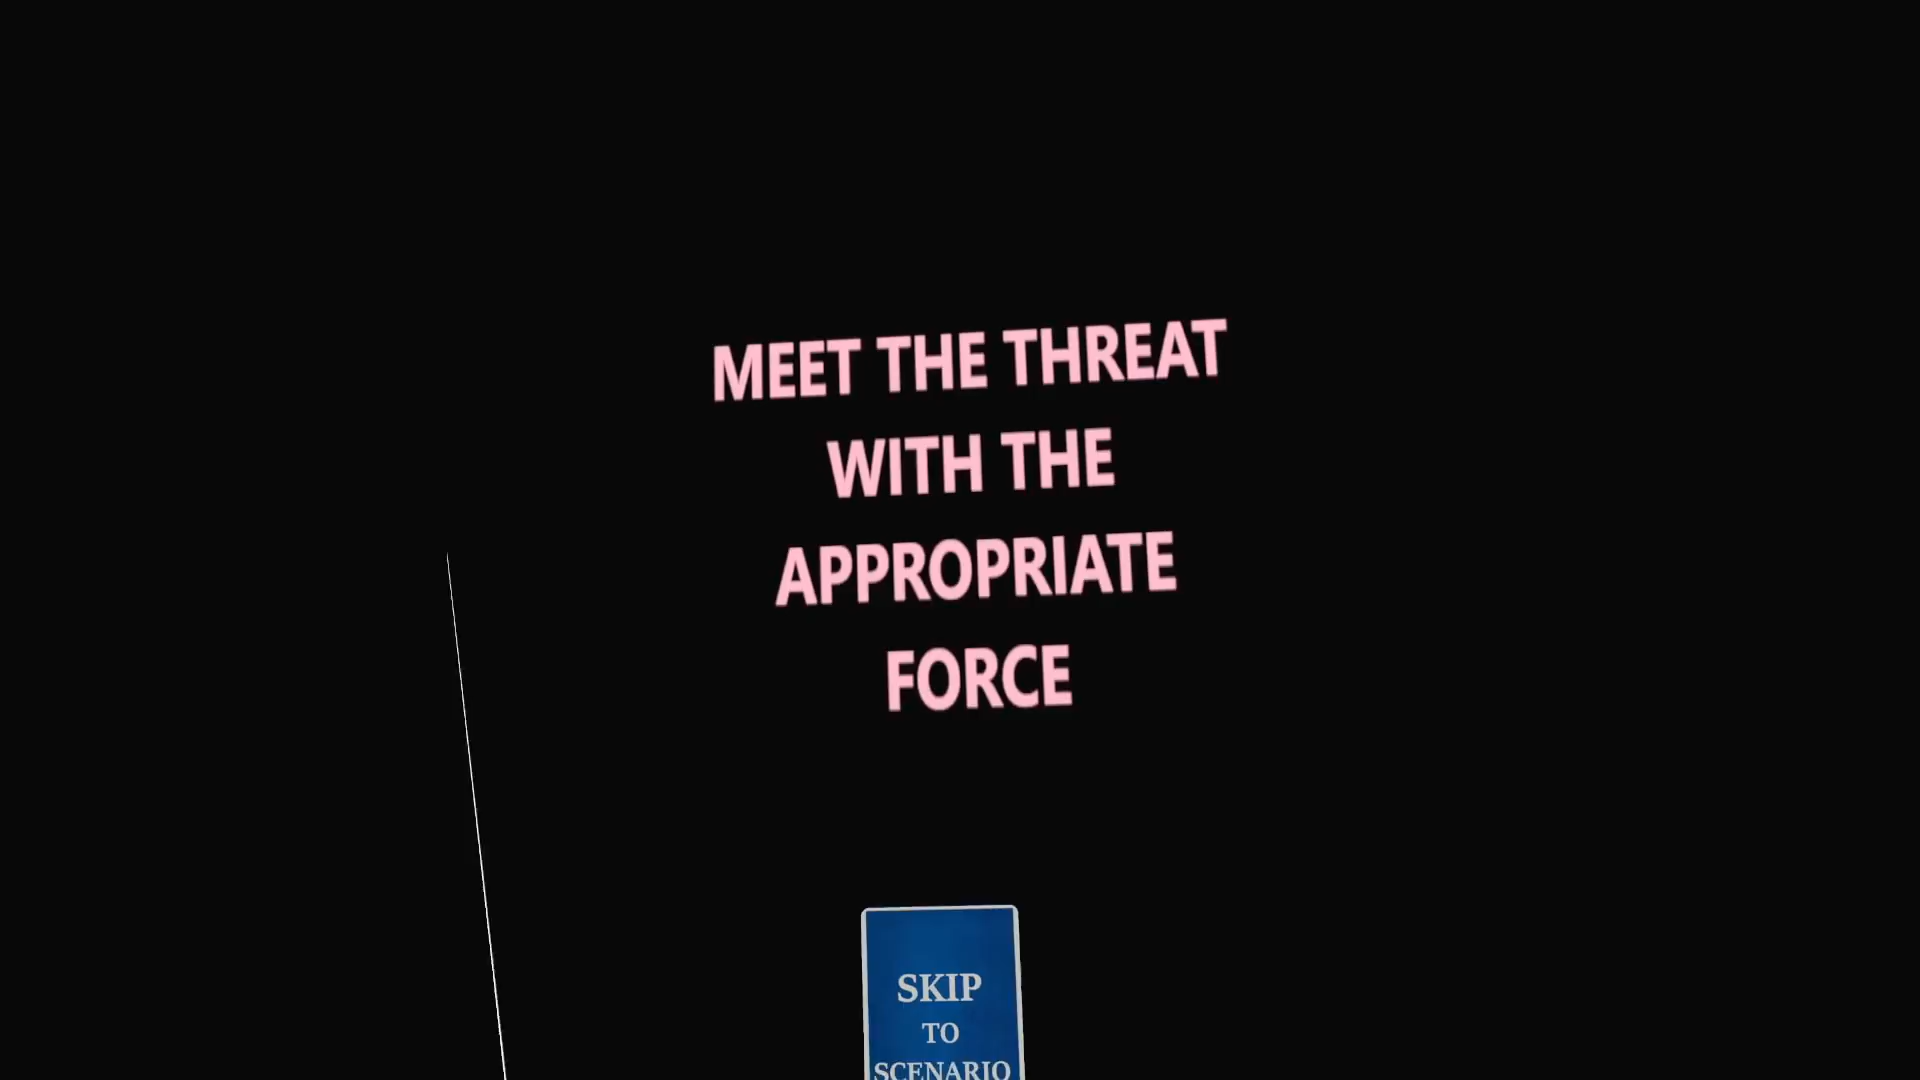 MEET THE THREAT
WITH THE
APPROPRIATE
FORCE
SKIP
TO
SCENARIO